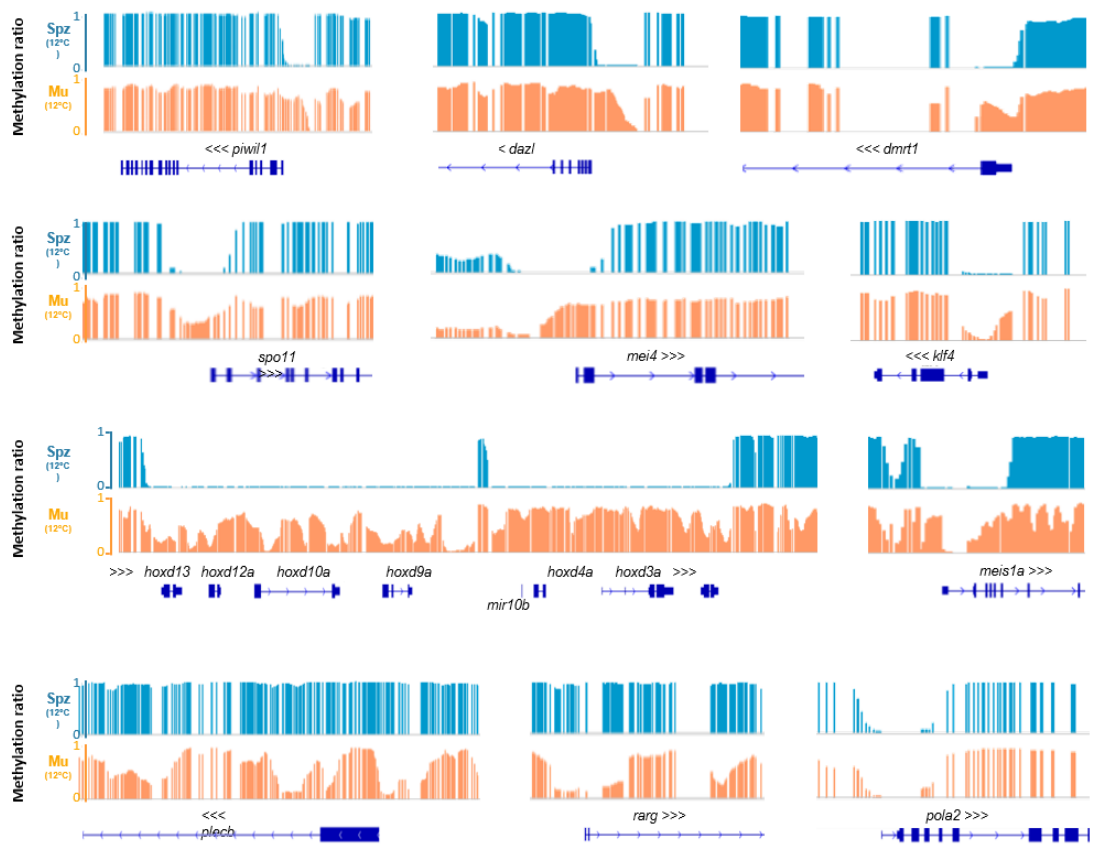 Methylation ratio
1
Spz
(12°C
)
0
1
Mu
(12°C)
0
<<< piwil1
< dazl
<<< dmrt1
Methylation ratio
1
Spz
(12°C
)
0
1
Mu
(12°C)
0
spo11
>>>
mei4 >>>
<<< klf4
Methylation ratio
1
Spz
(12°C
)
0
1
Mu
(12°C)
0
>>> hoxd13 hoxd12a hoxd10a hoxd9a hoxd4a hoxd3a >>>
mir10b
meis1a >>>
Methylation ratio
1
Spz
(12°C
)
0
1
Mu
(12°C)
0
<<<
plecb
rarg >>>
pola2 >>>